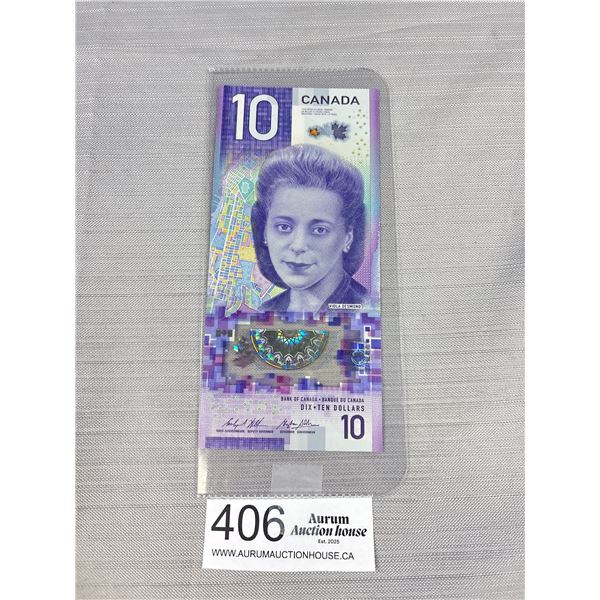 10 CANADA
VIOLA DESMOND
BANK OF CANADA • BANQUE DU CANADA
DIX • TEN DOLLARS
10
406 Aurum
Auction house
Est. 2025
WWW.AURUMAUCTIONHOUSE.CA